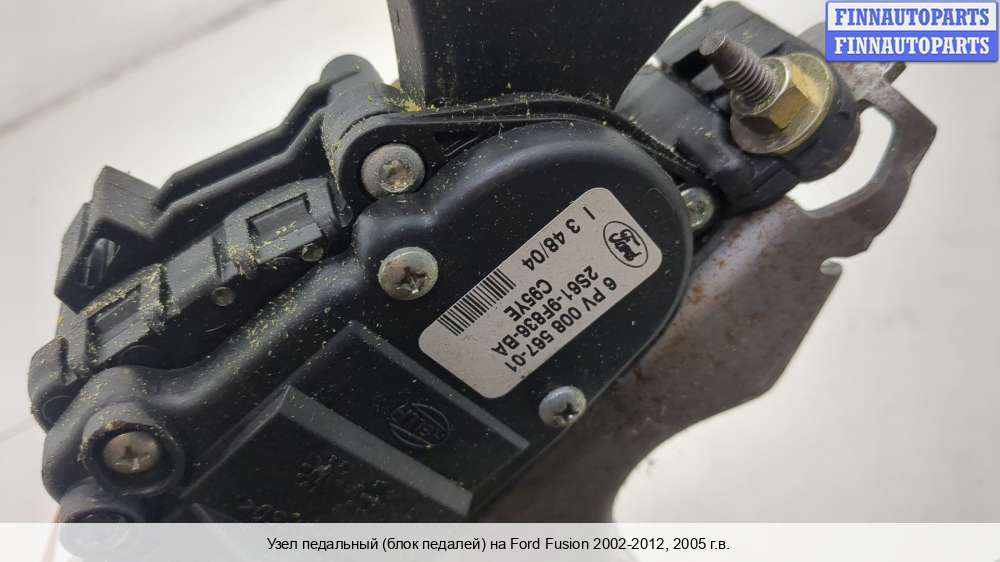 FINNAUTOPARTS
FINNAUTOPARTS
Ford
I 3 48/04
6 PV 008 567-01
2S61-9F836-BA
C95YE
HELLA
Узел педальный (блок педалей) на Ford Fusion 2002-2012, 2005 г.в.